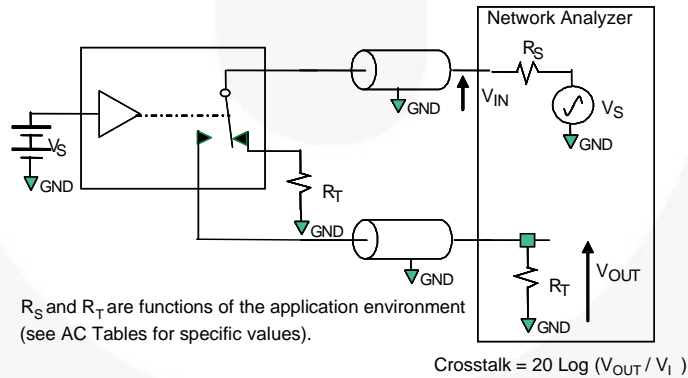 Network Analyzer
RS
GND
VIN
VS
GND
VS
GND
RT
GND
GND
RT
VOUT
GND
RS and RT are functions of the application environment
(see AC Tables for specific values).
Crosstalk = 20 Log (VOUT / VI )